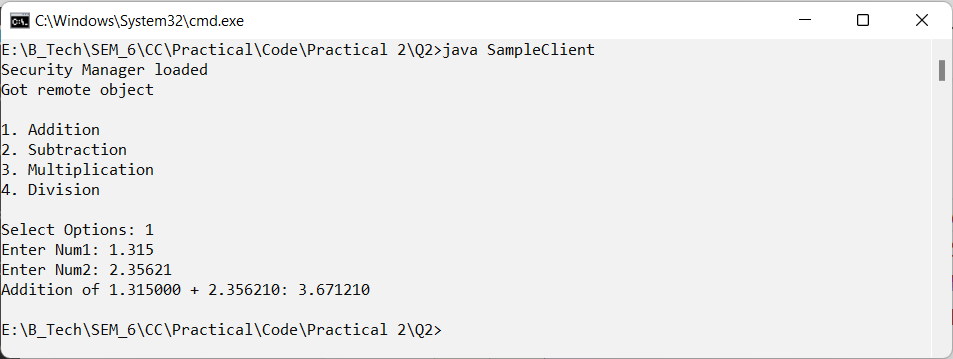 C:\Windows\System32\cmd.exe
E:\B_Tech\SEM_6\CC\Practical\Code\Practical 2\Q2>java SampleClient
Security Manager loaded
Got remote object
1. Addition
2. Subtraction
3. Multiplication
4. Division
Select Options: 1
Enter Num1: 1.315
Enter Num2: 2.35621
Addition of 1.315000 + 2.356210: 3.671210
E:\B_Tech\SEM_6\CC\Practical\Code\Practical 2\Q2>